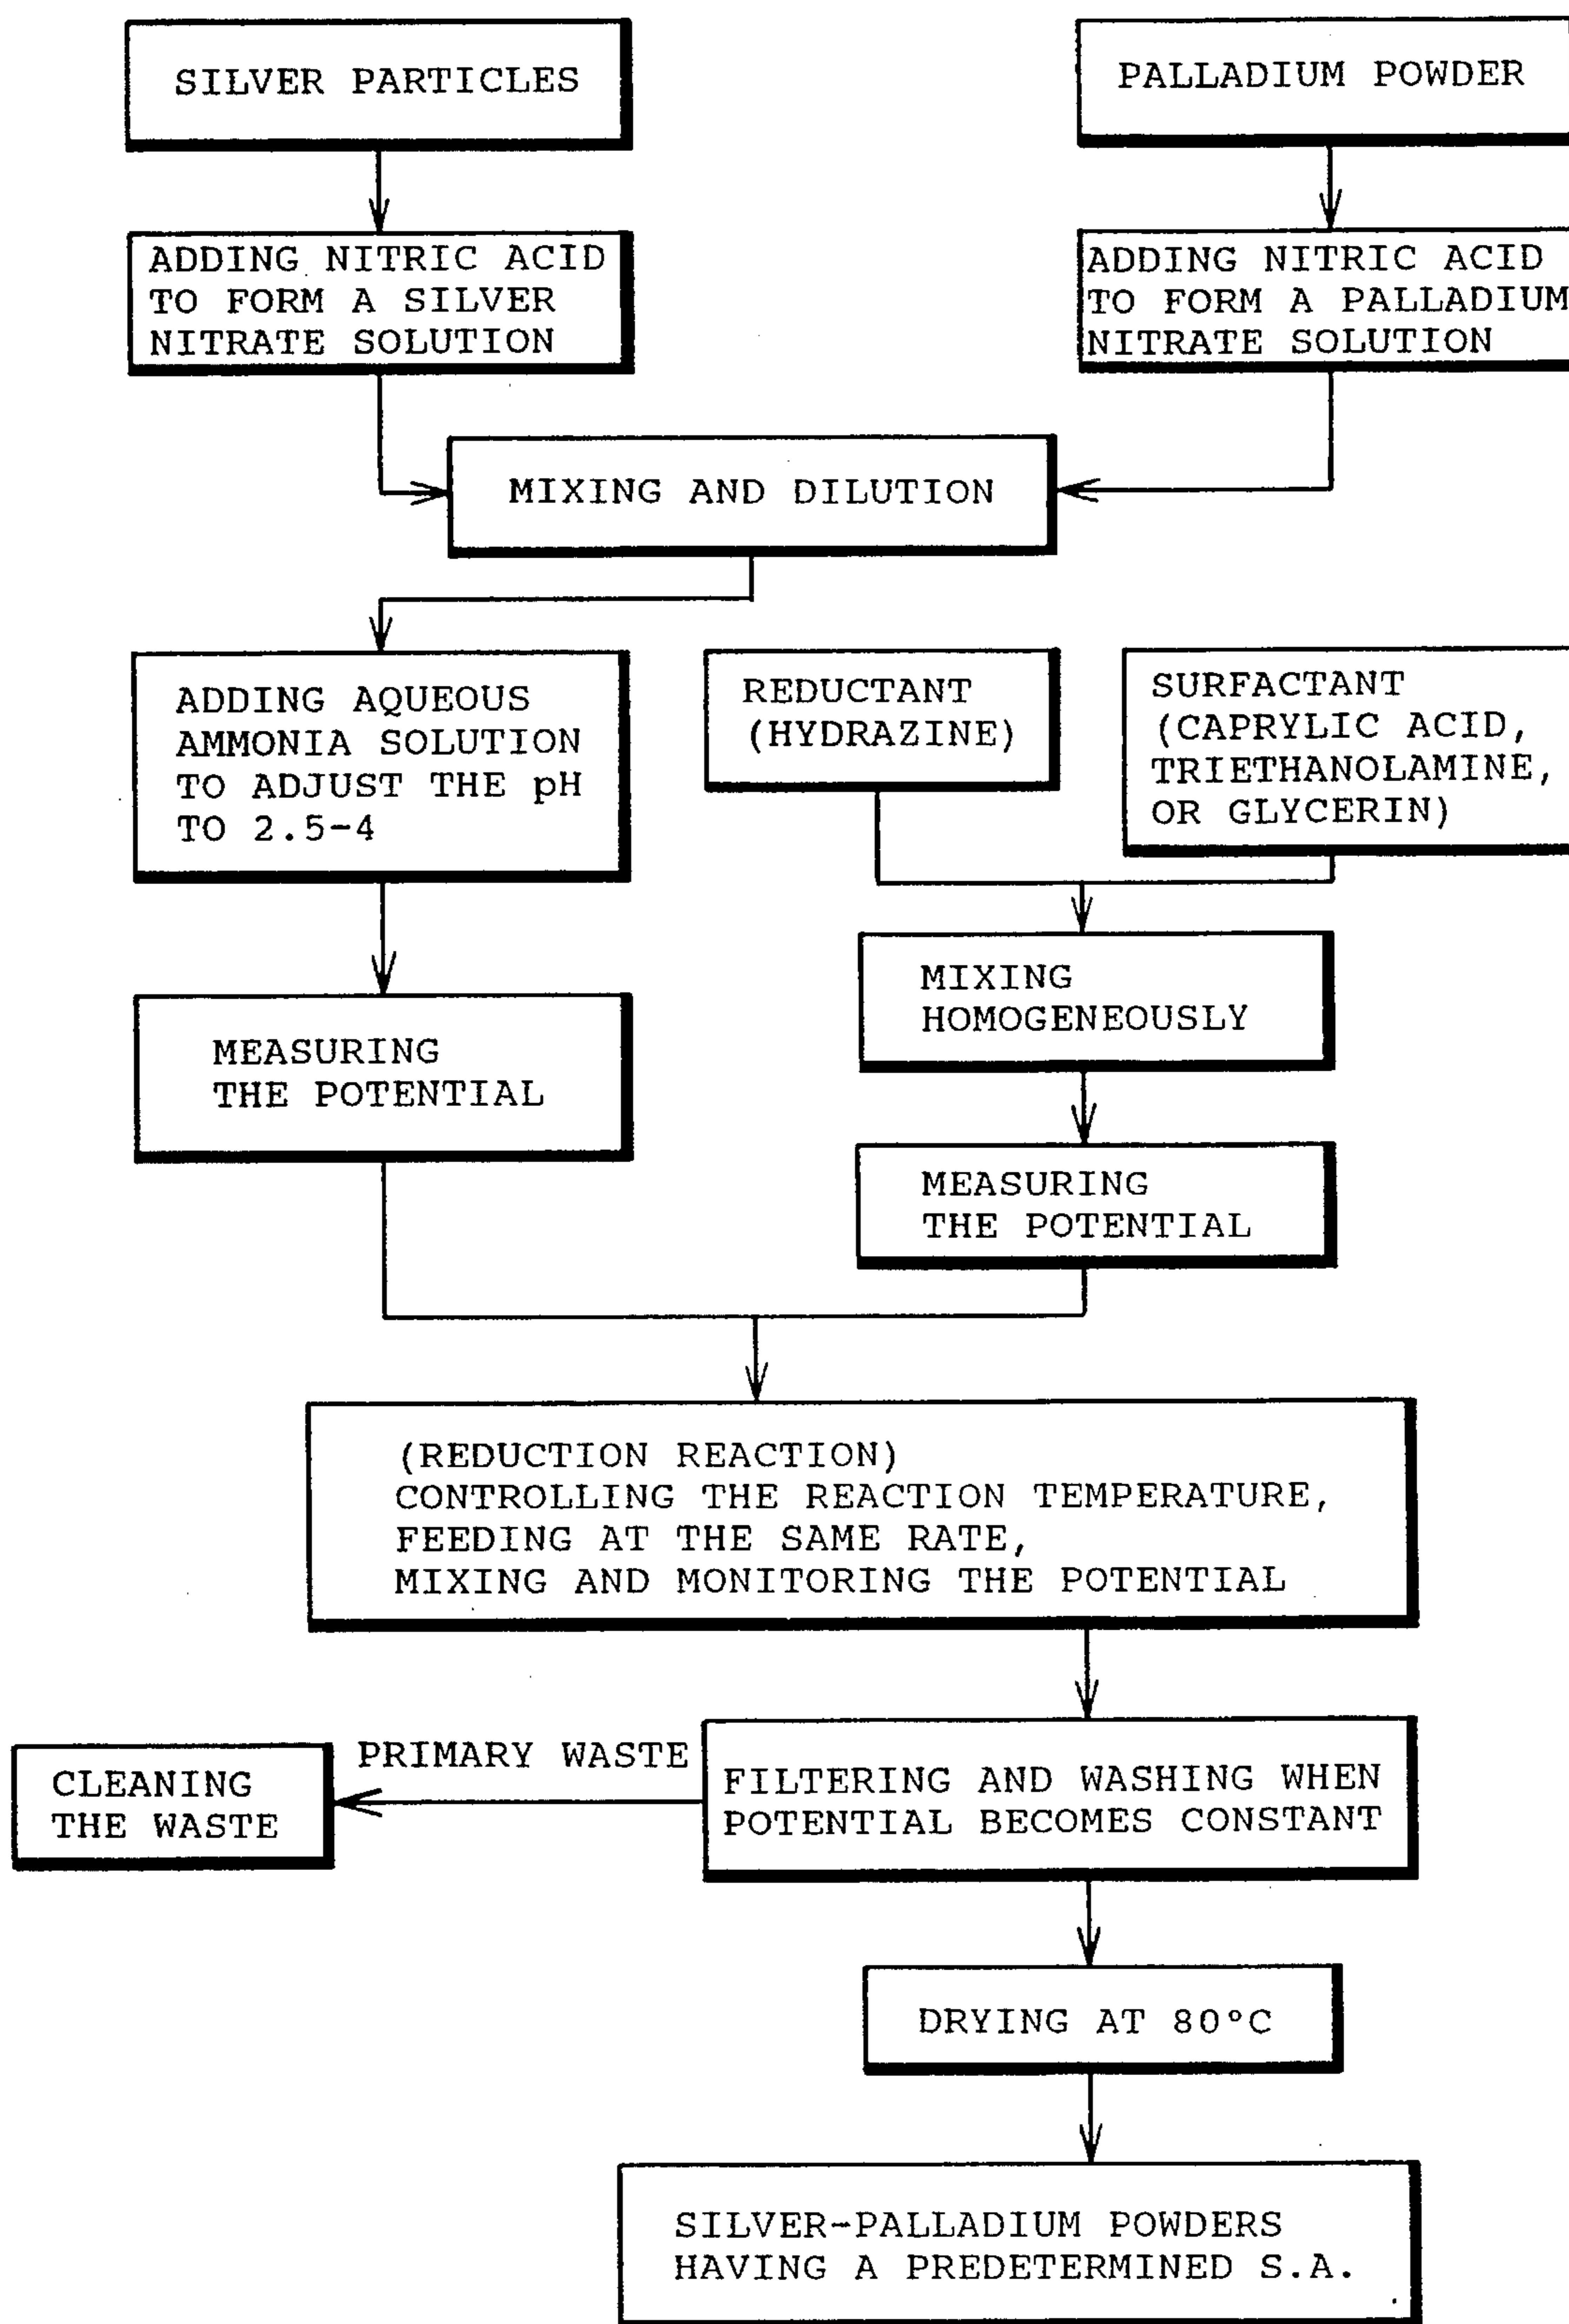 SILVER PARTICLES
PALLADIUM POWDER
ADDING NITRIC ACID
TO FORM A SILVER
NITRATE SOLUTION
ADDING NITRIC ACID
TO FORM A PALLADIUM
NITRATE SOLUTION
MIXING AND DILUTION
ADDING AQUEOUS
AMMONIA SOLUTION
TO ADJUST THE pH
TO 2.5-4
REDUCTANT
(HYDRAZINE)
SURFACTANT
(CAPRYLIC ACID,
TRIETHANOLAMINE,
OR GLYCERIN)
MIXING
HOMOGENEOUSLY
MEASURING
THE POTENTIAL
MEASURING
THE POTENTIAL
(REDUCTION REACTION)
CONTROLLING THE REACTION TEMPERATURE,
FEEDING AT THE SAME RATE,
MIXING AND MONITORING THE POTENTIAL
FILTERING AND WASHING WHEN
POTENTIAL BECOMES CONSTANT
PRIMARY WASTE
CLEANING
THE WASTE
DRYING AT 80°C
SILVER-PALLADIUM POWDERS
HAVING A PREDETERMINED S.A.